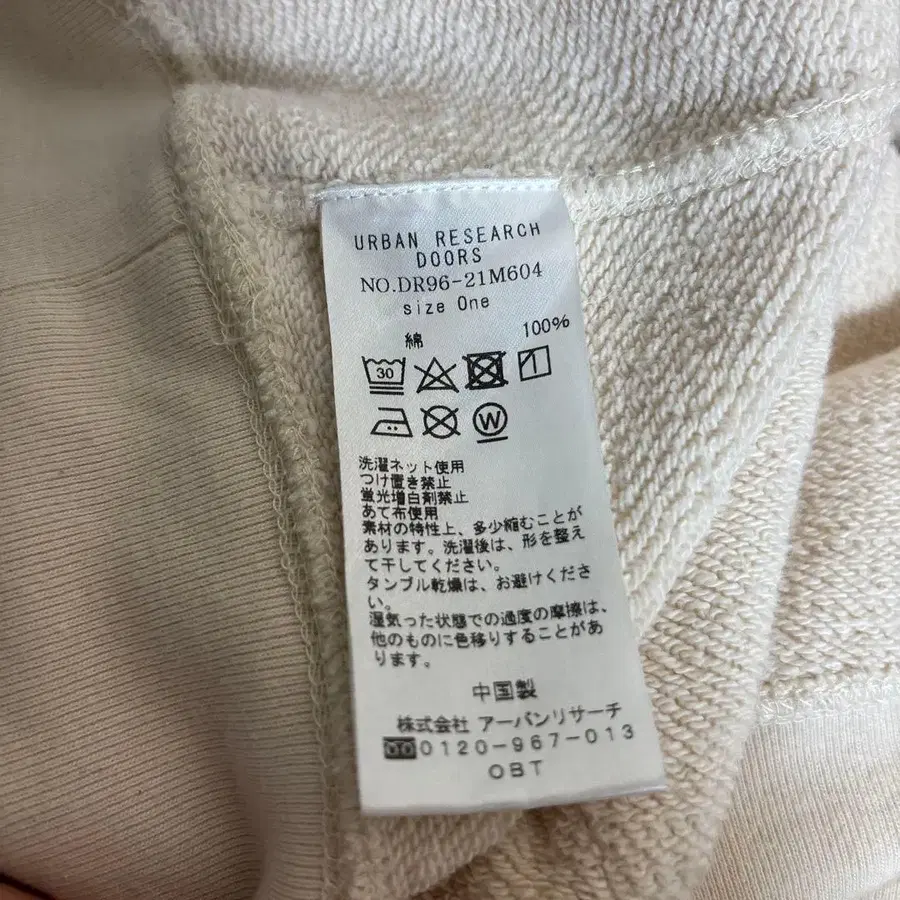 URBAN RESEARCH
DOORS
NO.DR96-21M604
size One
綿 100%
30
W
洗濯ネット使用
つけ置き禁止
蛍光増白剤禁止
あて布使用
素材の特性上、多少縮むことが
あります。洗濯後は、形を整え
て干してください。
タンブル乾燥は、お避けくださ
い。
湿気った状態での過度の摩擦は、
他のものに色移りすることがあ
ります。
中国製
株式会社 アーバンリサーチ
0120-967-013
OBT